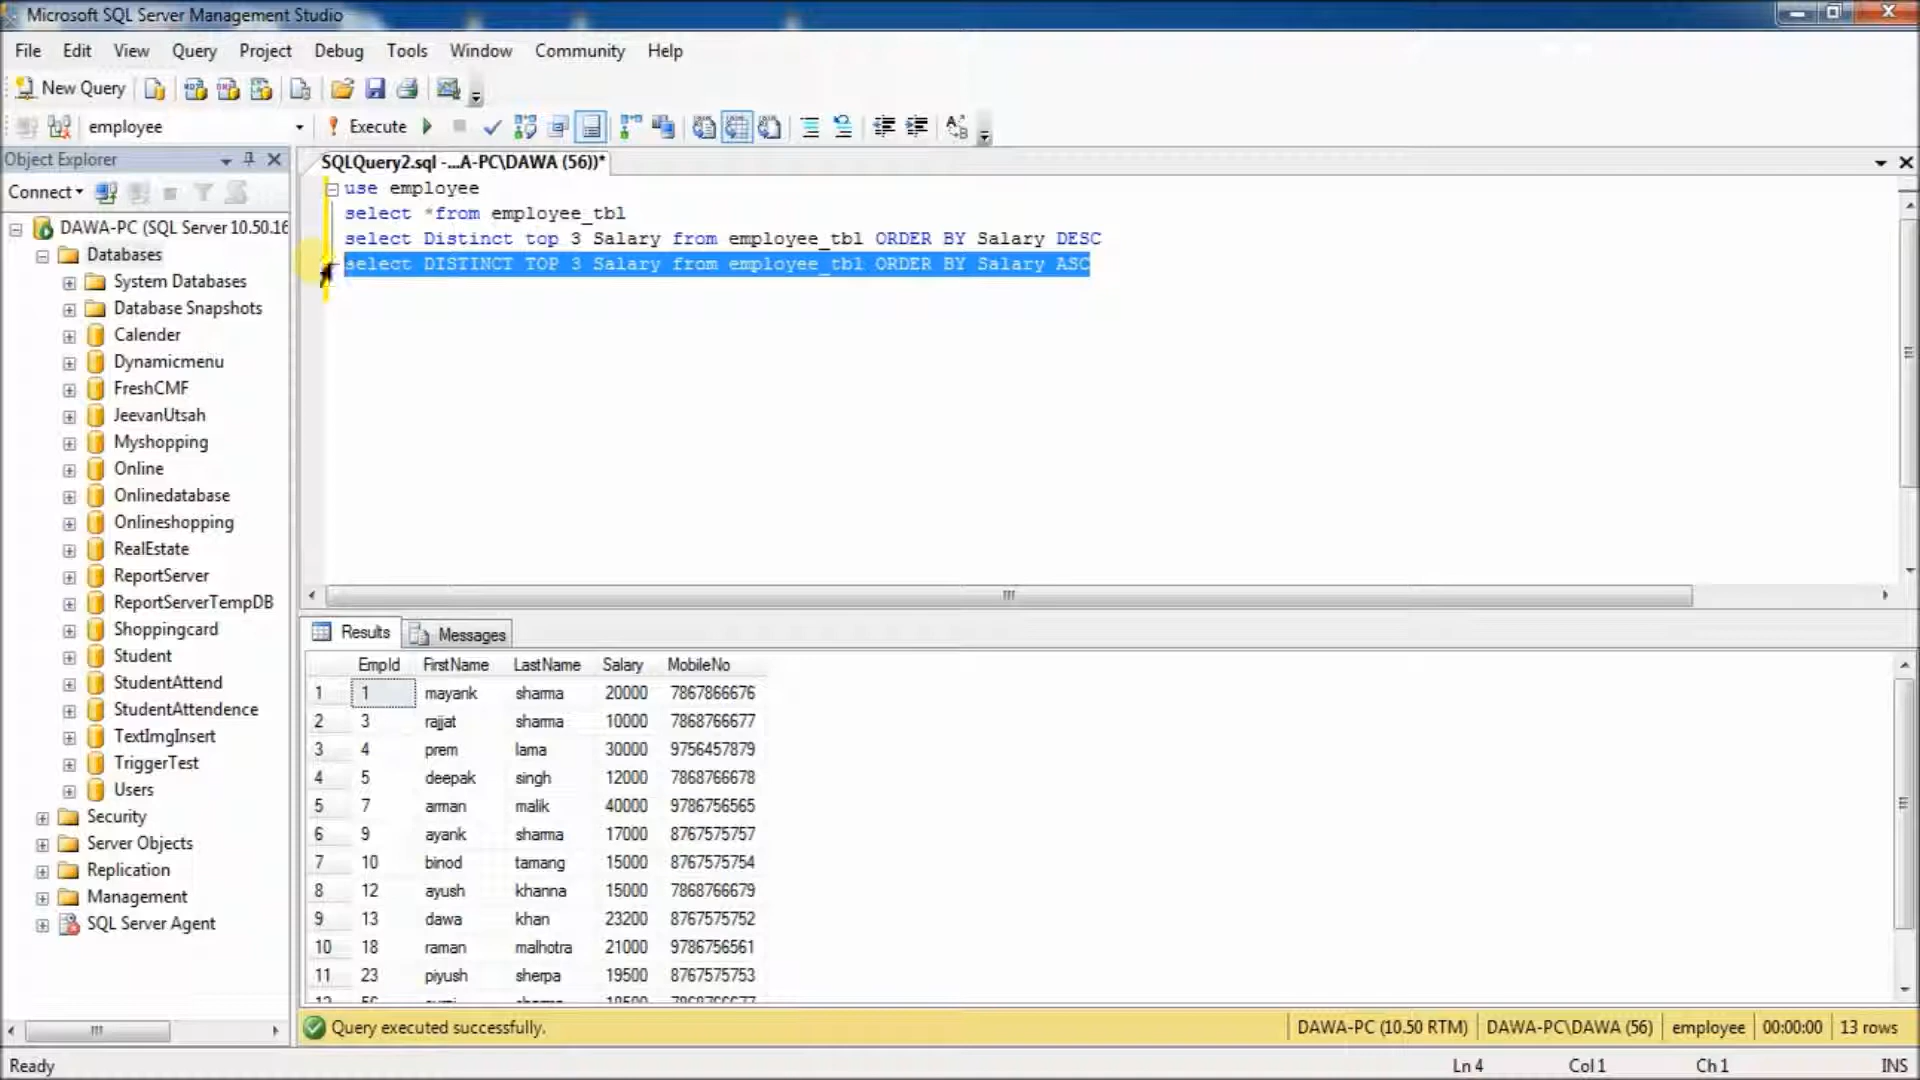 Microsoft SQL Server Management Studio
File Edit View Query Project Debug Tools Window Community Help
New Query
employee Execute
Object Explorer
Connect
DAWA-PC (SQL Server 10.50.16
Databases
System Databases
Database Snapshots
Calender
Dynamicmenu
FreshCMF
JeevanUtsah
Myshopping
Online
Onlinedatabase
Onlineshopping
RealEstate
ReportServer
ReportServerTempDB
Shoppingcard
Student
StudentAttend
StudentAttendence
TextImgInsert
TriggerTest
Users
Security
Server Objects
Replication
Management
SQL Server Agent
SQLQuery2.sql -...A-PC\DAWA (56))*
use employee
select *from employee_tbl
select Distinct top 3 Salary from employee_tbl ORDER BY Salary DESC
select DISTINCT TOP 3 Salary from employee_tbl ORDER BY Salary ASC
Results Messages
EmpId FirstName LastName Salary MobileNo
1 1 mayank sharma 20000 7867866676
2 3 rajjat sharma 10000 7868766677
3 4 prem lama 30000 9756457879
4 5 deepak singh 12000 7868766678
5 7 arman malik 40000 9786756565
6 9 ayank sharma 17000 8767575757
7 10 binod tamang 15000 8767575754
8 12 ayush khanna 15000 7868766679
9 13 dawa khan 23200 8767575752
10 18 raman malhotra 21000 9786756561
11 23 piyush sherpa 19500 8767575753
Query executed successfully. DAWA-PC (10.50 RTM) DAWA-PC\DAWA (56) employee 00:00:00 13 rows
Ready Ln 4 Col 1 Ch 1 INS